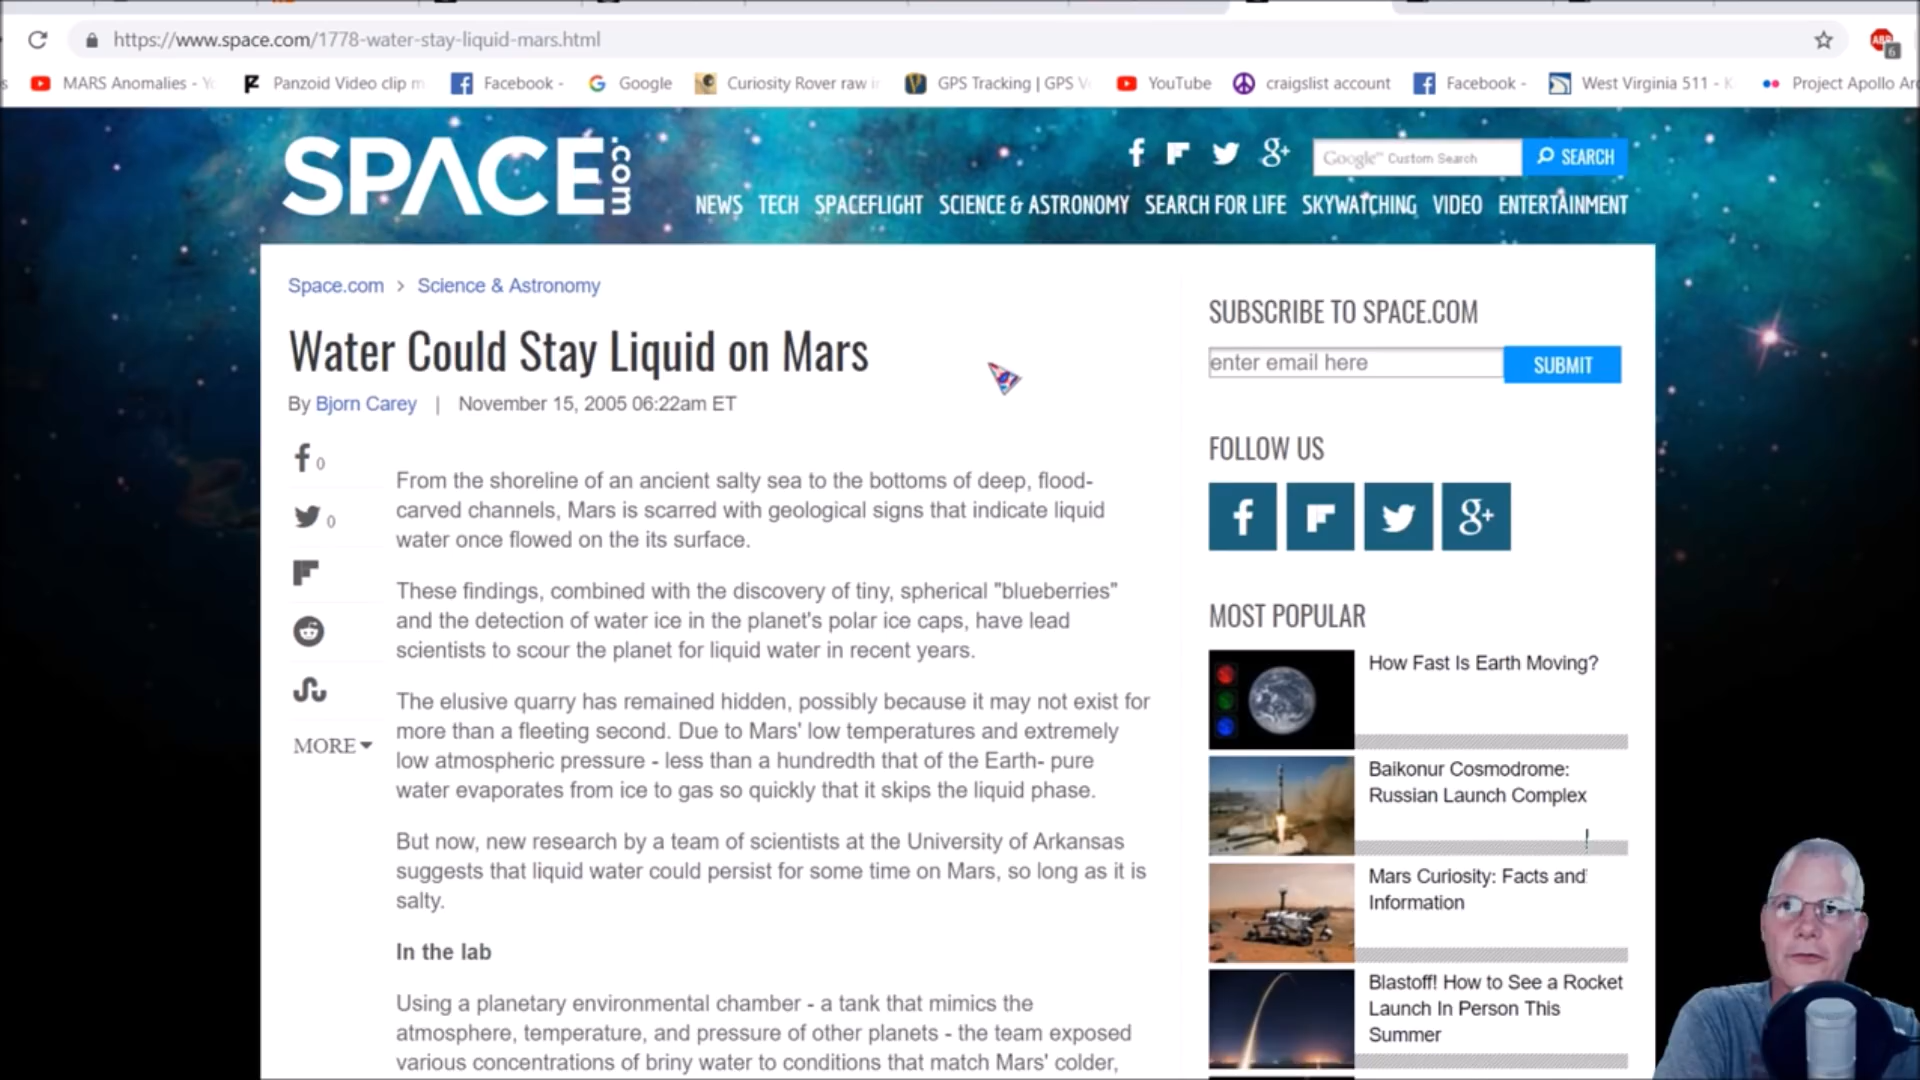 https://www.space.com/1778-water-stay-liquid-mars.html
ABP
6
MARS Anomalies -
Panzoid Video clip m
Facebook -
Google
Curiosity Rover raw
GPS Tracking | GPS
YouTube
craigslist account
Facebook -
West Virginia 511 -
Project Apollo
SPACE.com
Google™ Custom Search
SEARCH
NEWS TECH SPACEFLIGHT SCIENCE & ASTRONOMY SEARCH FOR LIFE SKYWATCHING VIDEO ENTERTAINMENT
Space.com > Science & Astronomy
Water Could Stay Liquid on Mars
By Bjorn Carey | November 15, 2005 06:22am ET
0
0
MORE
From the shoreline of an ancient salty sea to the bottoms of deep, flood-
carved channels, Mars is scarred with geological signs that indicate liquid
water once flowed on the its surface.
These findings, combined with the discovery of tiny, spherical "blueberries"
and the detection of water ice in the planet's polar ice caps, have lead
scientists to scour the planet for liquid water in recent years.
The elusive quarry has remained hidden, possibly because it may not exist for
more than a fleeting second. Due to Mars' low temperatures and extremely
low atmospheric pressure - less than a hundredth that of the Earth- pure
water evaporates from ice to gas so quickly that it skips the liquid phase.
But now, new research by a team of scientists at the University of Arkansas
suggests that liquid water could persist for some time on Mars, so long as it is
salty.
In the lab
Using a planetary environmental chamber - a tank that mimics the
atmosphere, temperature, and pressure of other planets - the team exposed
various concentrations of briny water to conditions that match Mars' colder,
SUBSCRIBE TO SPACE.COM
enter email here
SUBMIT
FOLLOW US
MOST POPULAR
How Fast Is Earth Moving?
Baikonur Cosmodrome:
Russian Launch Complex
Mars Curiosity: Facts and
Information
Blastoff! How to See a Rocket
Launch In Person This
Summer